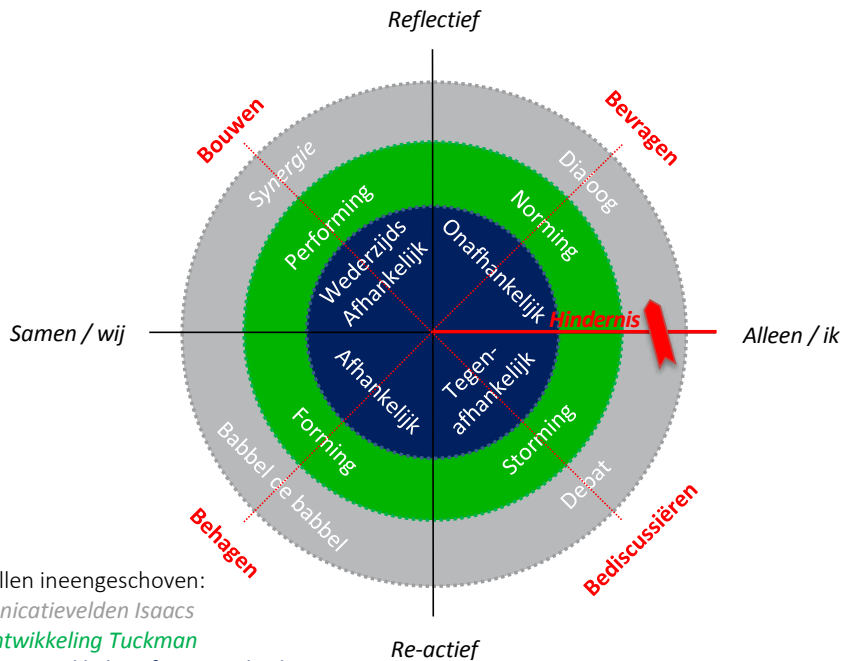 Reflectief
Bouwen
Bevragen
Synergie
Dialoog
Performing
Norming
Wederzijds
Afhankelijk
Onafhankelijk
Hindernis
Samen / wij
Alleen / ik
Afhankelijk
Tegen-
afhankelijk
Forming
Storming
Babbel de babbel
Debat
Behagen
Bediscussiëren
llen ineengeschoven:
nicatievelden Isaacs
ntwikkeling Tuckman
Re-actief